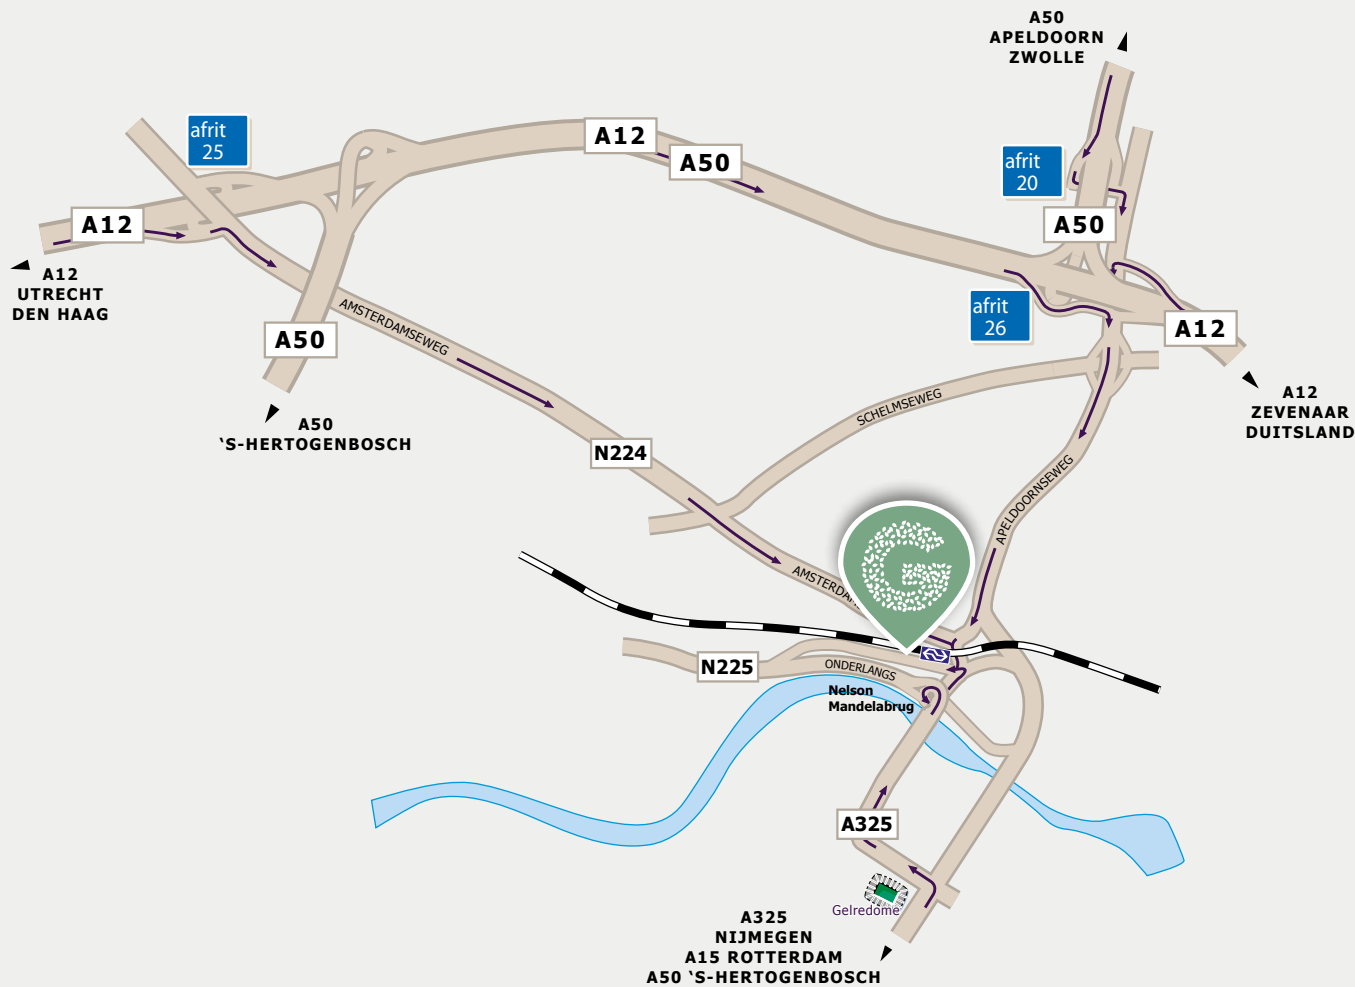 A50
APELDOORN
ZWOLLE
afrit
25
A12
A50
afrit
20
A50
A12
A12
UTRECHT
DEN HAAG
AMSTERDAMSEWEG
A50
afrit
26
A12
A12
ZEVENAAR
DUITSLAND
A50
‘S-HERTOGENBOSCH
SCHELMSEWEG
N224
APELDOORNSEWEG
G
AMSTERDAM
N225
ONDERLANGS
Nelson
Mandelabrug
A325
Gelredome
A325
NIJMEGEN
A15 ROTTERDAM
A50 ‘S-HERTOGENBOSCH